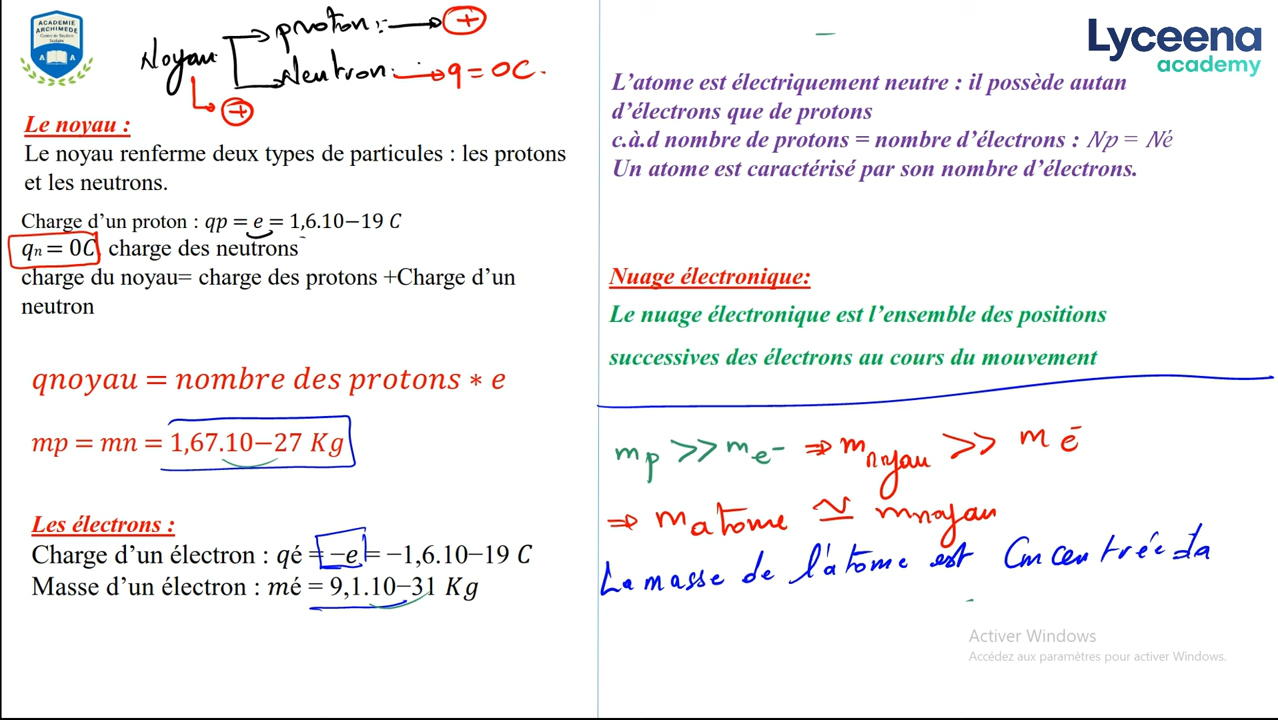 ACADEMIE
ARCHIMEDE
Centre de Soutien
Scolaire
A A
Noyau
proton : → +
Neutron : → q = 0C.
+
Le noyau :
Le noyau renferme deux types de particules : les protons
et les neutrons.
Charge d'un proton : qp = e = 1,6.10−19 C
qn = 0C charge des neutrons
charge du noyau= charge des protons +Charge d'un
neutron
qnoyau = nombre des protons ∗ e
mp = mn = 1,67.10−27 Kg
Les électrons :
Charge d'un électron : qé = −e = −1,6.10−19 C
Masse d'un électron : mé = 9,1.10−31 Kg
Lyceena
academy
L'atome est électriquement neutre : il possède autan
d'électrons que de protons
c.à.d nombre de protons = nombre d'électrons : Np = Né
Un atome est caractérisé par son nombre d'électrons.
Nuage électronique:
Le nuage électronique est l'ensemble des positions
successives des électrons au cours du mouvement
mp >> me- ⇒ mnoyau >> mé
⇒ matome ≅ mnoyau
La masse de l'atome est Concentrée da
Activer Windows
Accédez aux paramètres pour activer Windows.